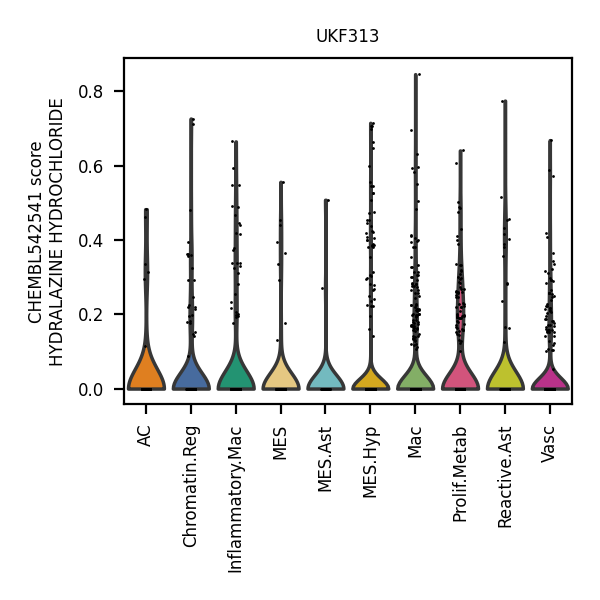 UKF313
CHEMBL542541 score
HYDRALAZINE HYDROCHLORIDE
0.8
0.6
0.4
0.2
0.0
AC
Chromatin.Reg
Inflammatory.Mac
MES
MES.Ast
MES.Hyp
Mac
Prolif.Metab
Reactive.Ast
Vasc